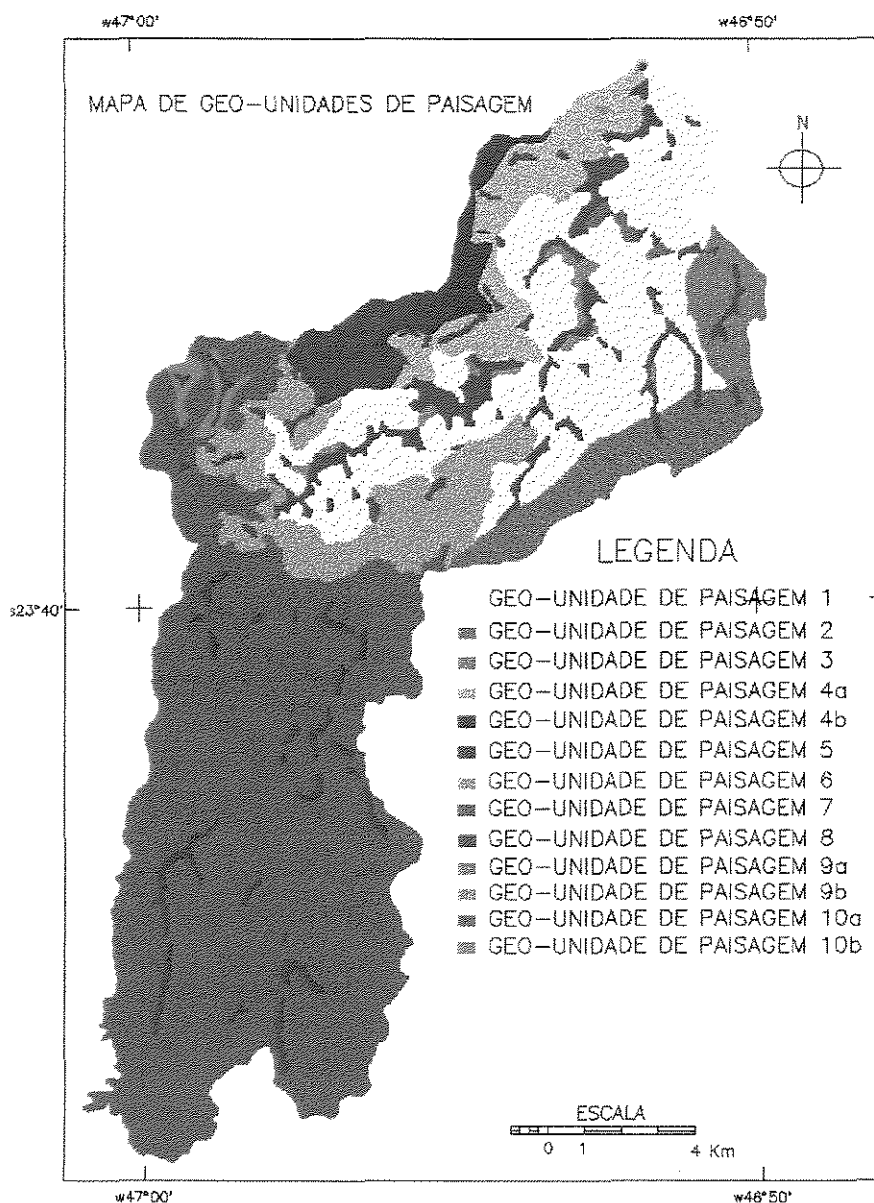 w47°00'
w46°50'
MAPA DE GEO-UNIDADES DE PAISAGEM
N
LEGENDA
s23°40'
GEO-UNIDADE DE PAISAGEM 1
GEO-UNIDADE DE PAISAGEM 2
GEO-UNIDADE DE PAISAGEM 3
GEO-UNIDADE DE PAISAGEM 4a
GEO-UNIDADE DE PAISAGEM 4b
GEO-UNIDADE DE PAISAGEM 5
GEO-UNIDADE DE PAISAGEM 6
GEO-UNIDADE DE PAISAGEM 7
GEO-UNIDADE DE PAISAGEM 8
GEO-UNIDADE DE PAISAGEM 9a
GEO-UNIDADE DE PAISAGEM 9b
GEO-UNIDADE DE PAISAGEM 10a
GEO-UNIDADE DE PAISAGEM 10b
ESCALA
0 1 4 Km
w47°00'
w46°50'